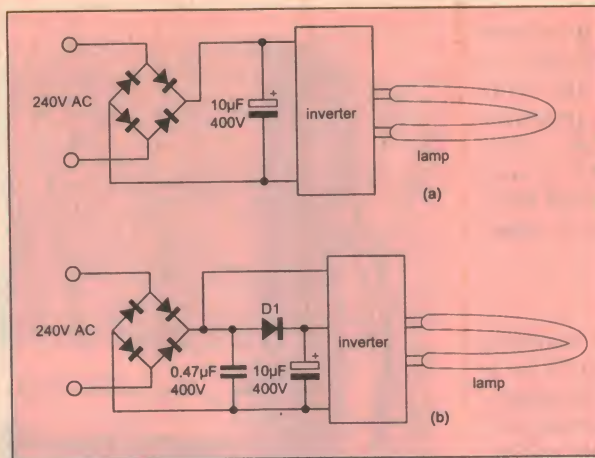 240V AC
10µF
400V
+
inverter
lamp
(a)
240V AC
D1
0.47µF
400V
10µF
400V
+
inverter
lamp
(b)